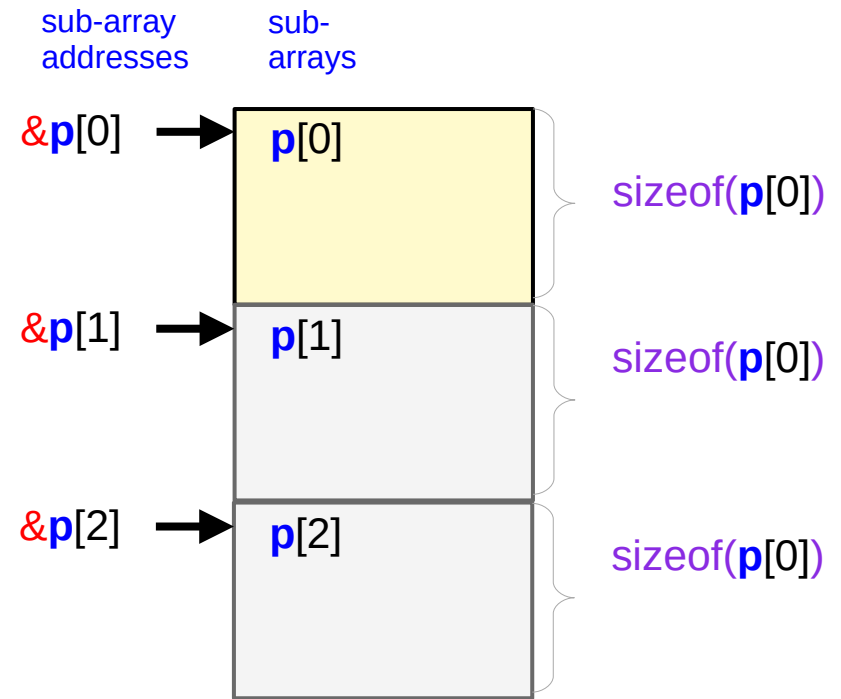 sub-array
addresses
sub-
arrays
&p[0]
p[0]
sizeof(p[0])
&p[1]
p[1]
sizeof(p[0])
&p[2]
p[2]
sizeof(p[0])